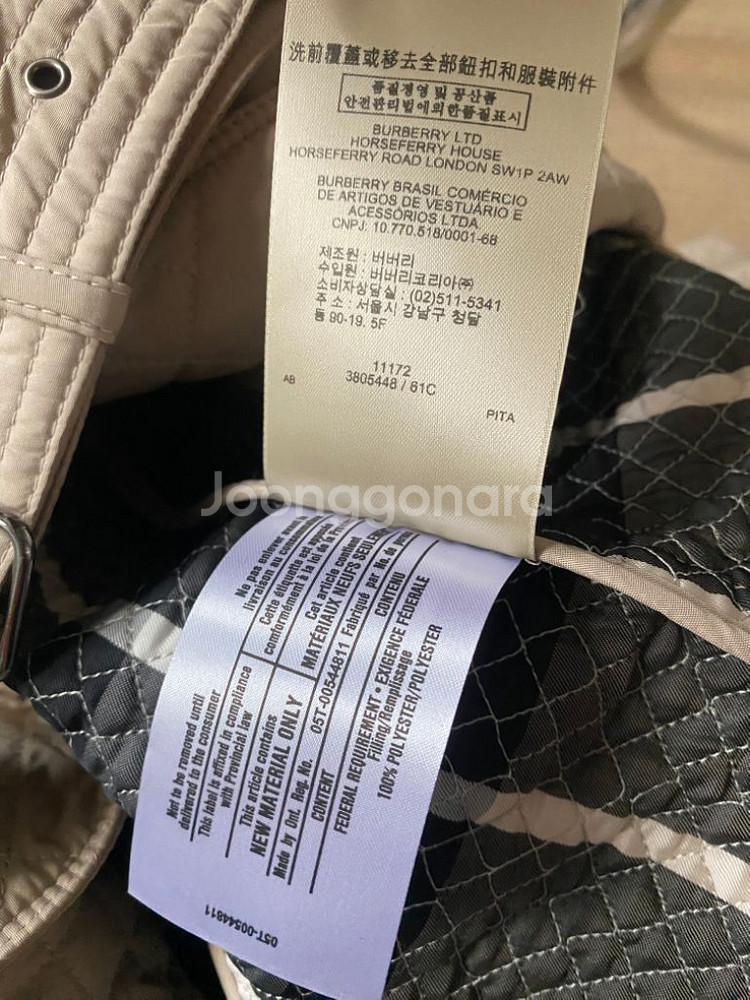 洗前覆蓋或移去全部鈕扣和服裝附件
품질경영 및 공산품
안전관리법에의한품질표시
BURBERRY LTD
HORSEFERRY HOUSE
HORSEFERRY ROAD LONDON SW1P 2AW
BURBERRY BRASIL COMÉRCIO
DE ARTIGOS DE VESTUÁRIO E
ACESSÓRIOS LTDA.
CNPJ: 10.770.518/0001-68
제조원 : 버버리
수입원 : 버버리코리아㈜
소비자상담실 : (02)511-5341
주 소 : 서울시 강남구 청담
동 90-19. 5F
11172
AB
3805448 / 61C
PITA
Joonggonara
Not to be removed until
delivered to the consumer
This label is affixed in compliance
with Provincial law
This article contains
NEW MATERIAL ONLY
Made by Ont. Reg. No.
05T-00544811
CONTENT
FEDERAL REQUIREMENT • EXIGENCE FÉDÉRALE
Filling/Remplissage
100% POLYESTER/POLYESTER
Ne pas enlever avant
livraison au
Cette étiquette est
conformément à la loi de la
Cet article contient
MATÉRIAUX NEUFS
Fabriqué par No. de
CONTENU
05T-00544811